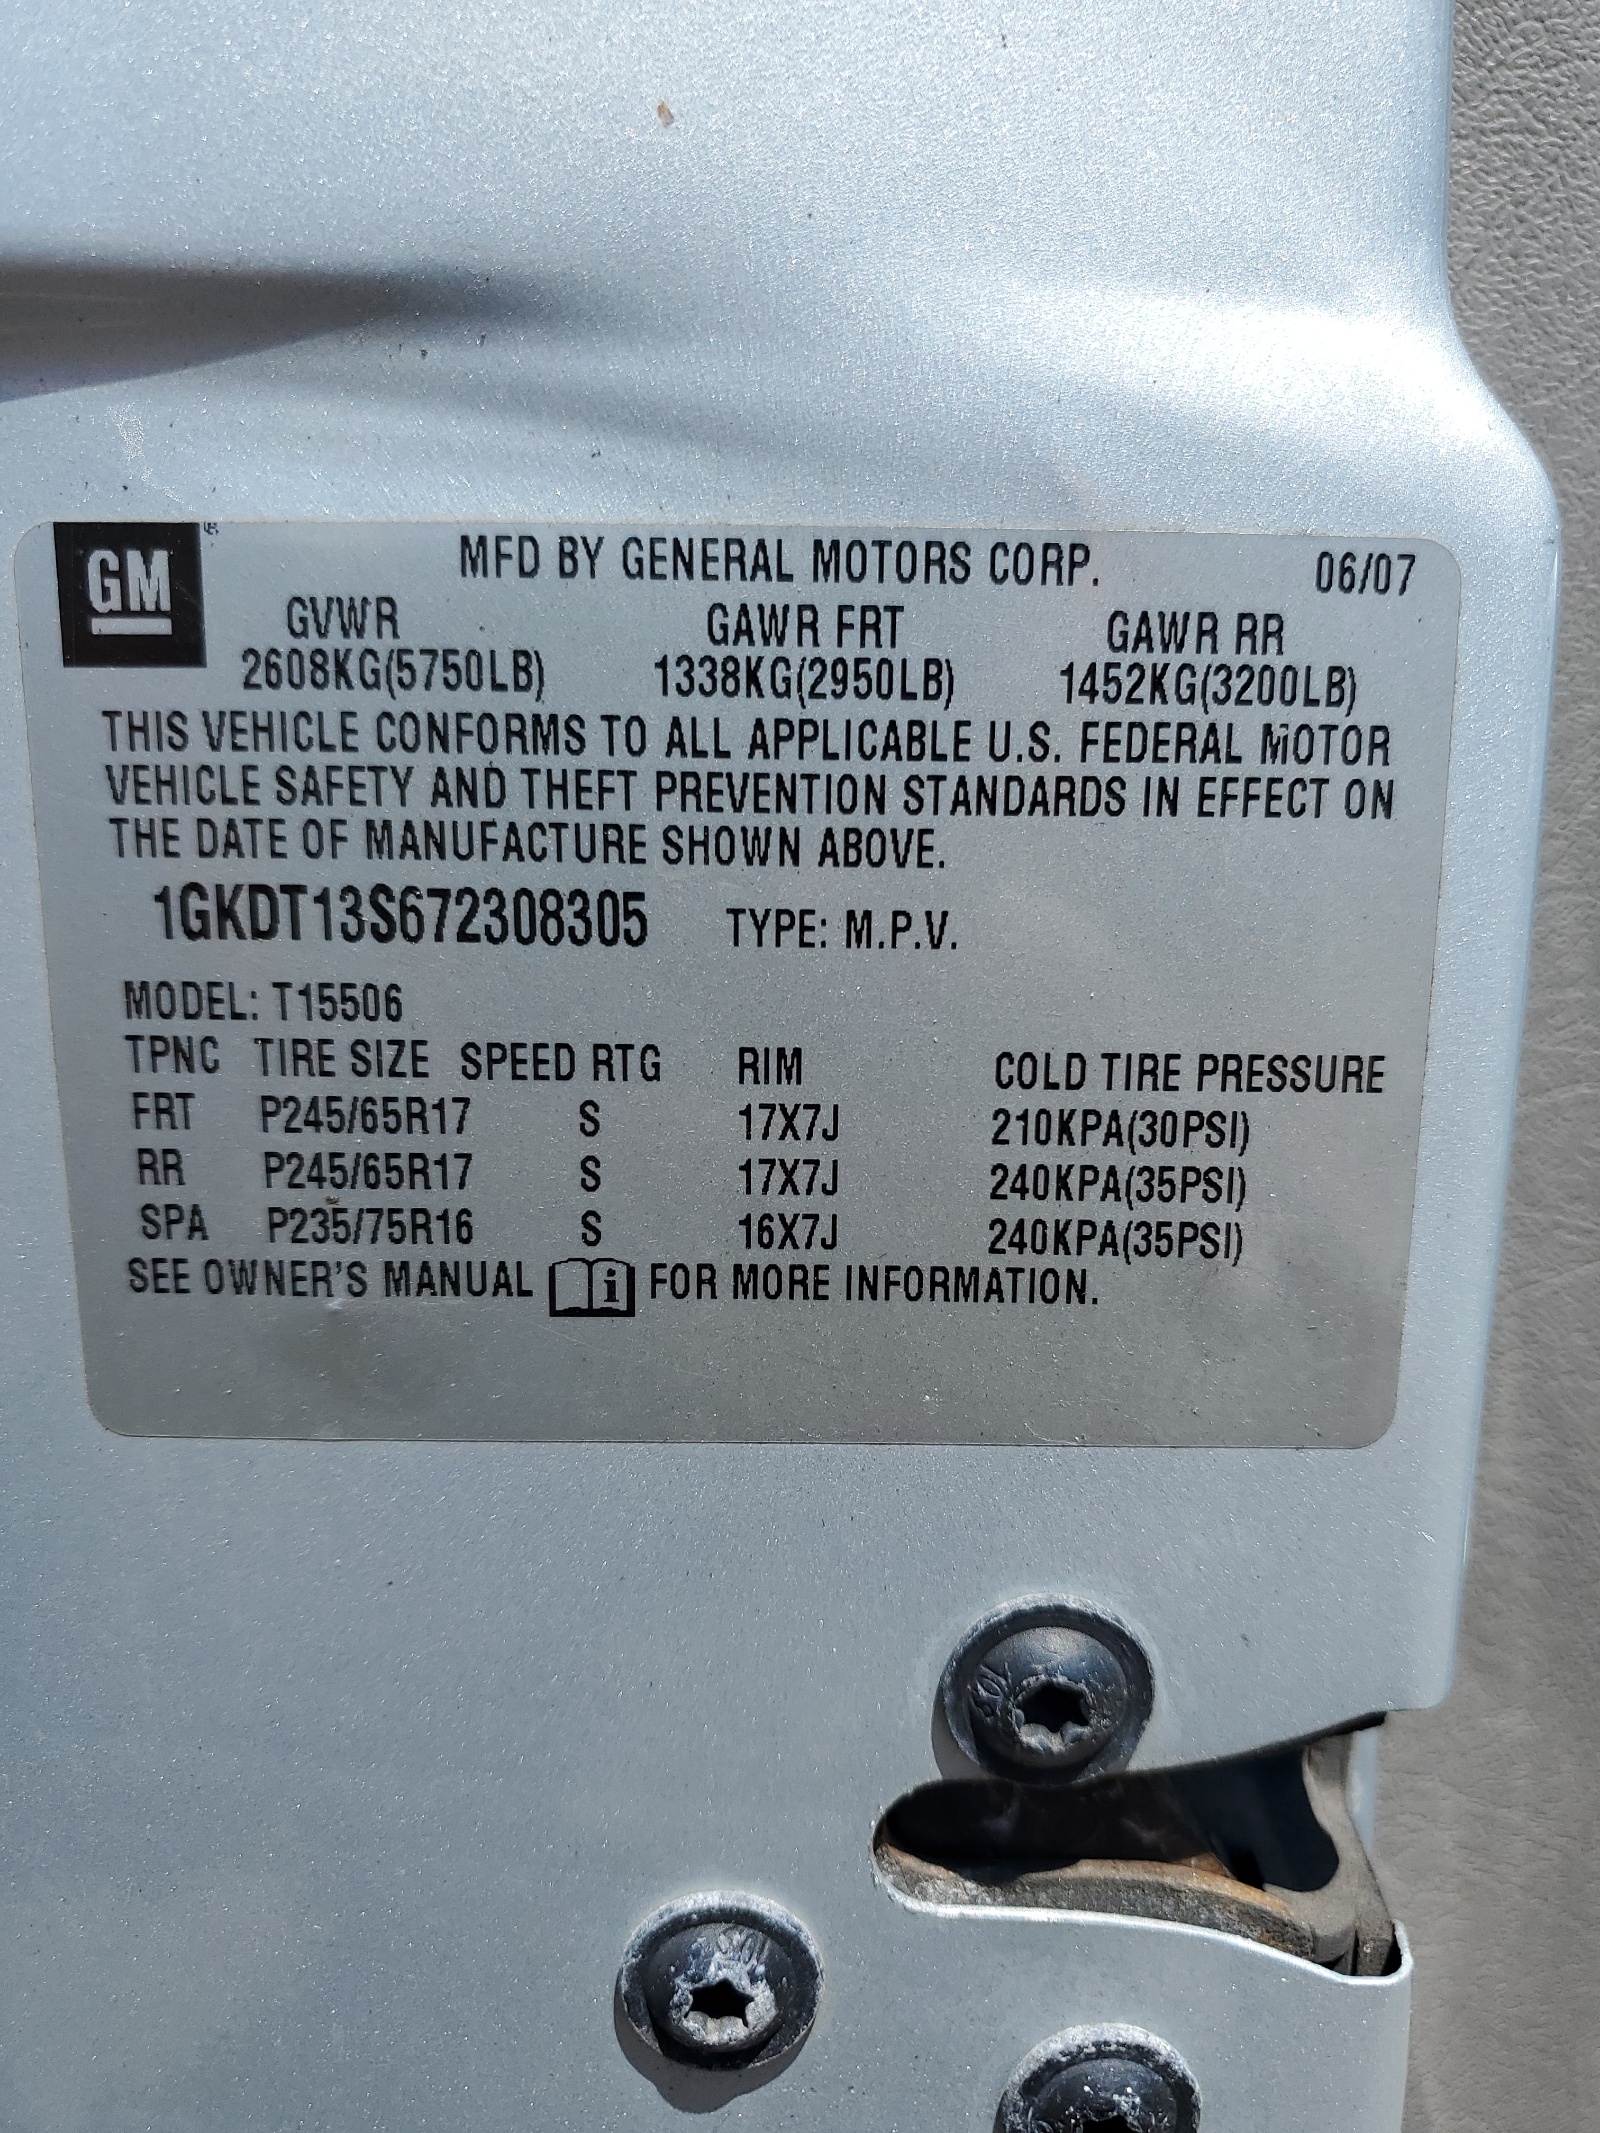 GM®
MFD BY GENERAL MOTORS CORP. 06/07
GVWR GAWR FRT GAWR RR
2608KG(5750LB) 1338KG(2950LB) 1452KG(3200LB)
THIS VEHICLE CONFORMS TO ALL APPLICABLE U.S. FEDERAL MOTOR
VEHICLE SAFETY AND THEFT PREVENTION STANDARDS IN EFFECT ON
THE DATE OF MANUFACTURE SHOWN ABOVE.
1GKDT13S672308305 TYPE: M.P.V.
MODEL: T15506
TPNC TIRE SIZE SPEED RTG RIM COLD TIRE PRESSURE
FRT P245/65R17 S 17X7J 210KPA(30PSI)
RR P245/65R17 S 17X7J 240KPA(35PSI)
SPA P235/75R16 S 16X7J 240KPA(35PSI)
SEE OWNER'S MANUAL i FOR MORE INFORMATION.